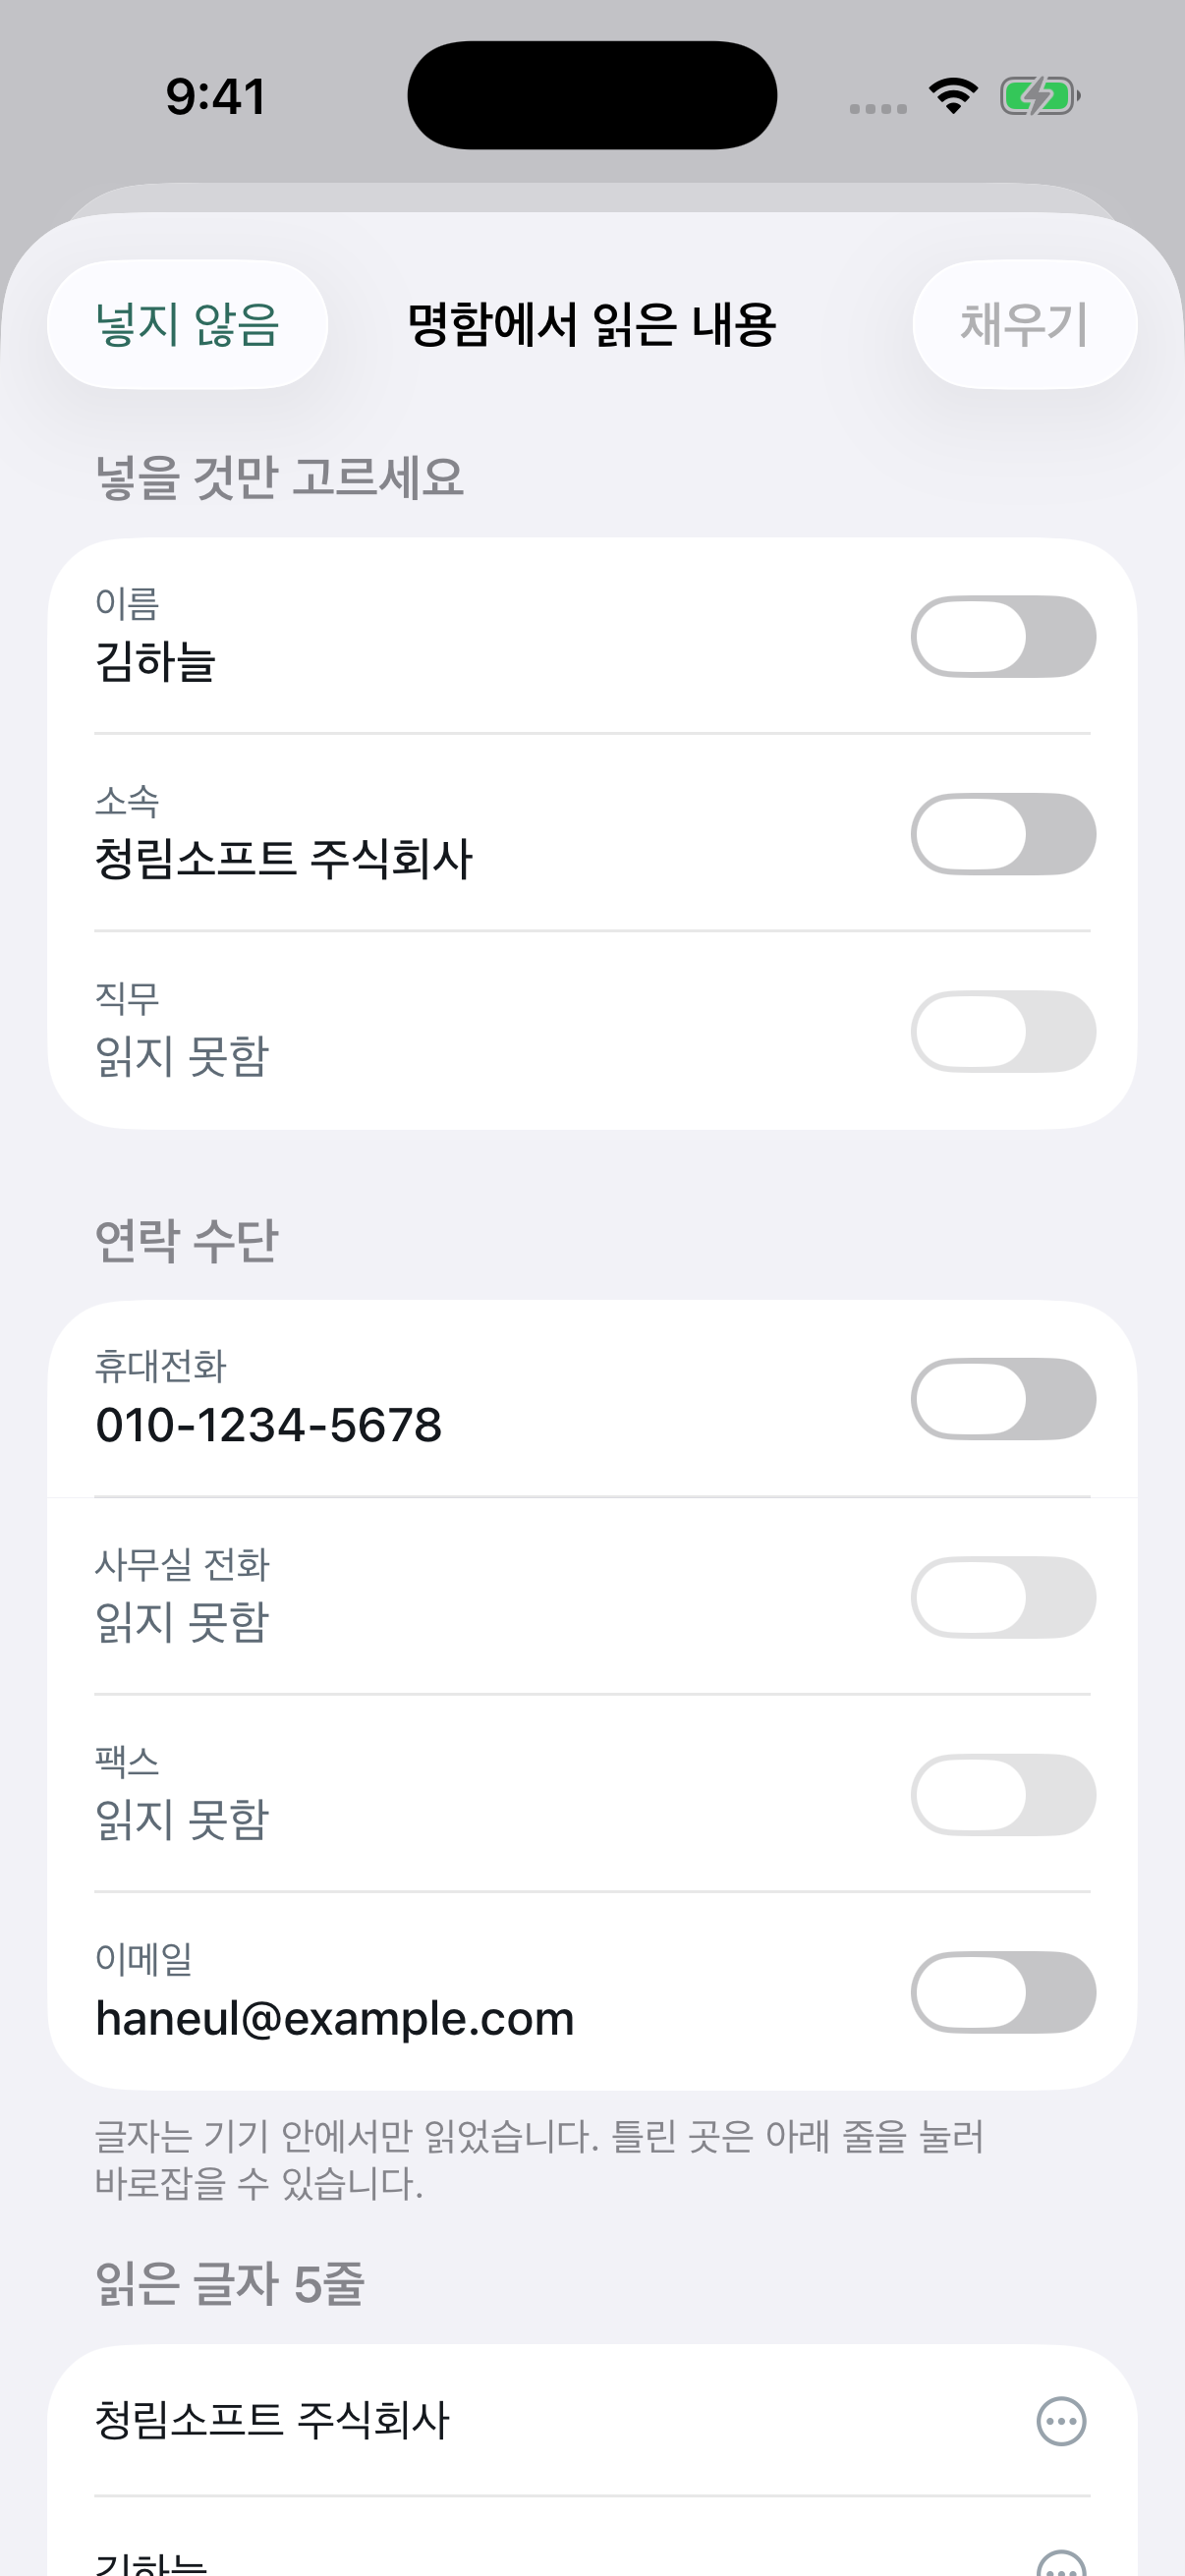 9:41
넣지 않음
명함에서 읽은 내용
채우기
넣을 것만 고르세요
이름
김하늘
소속
청림소프트 주식회사
직무
읽지 못함
연락 수단
휴대전화
010-1234-5678
사무실 전화
읽지 못함
팩스
읽지 못함
이메일
haneul@example.com
글자는 기기 안에서만 읽었습니다. 틀린 곳은 아래 줄을 눌러
바로잡을 수 있습니다.
읽은 글자 5줄
청림소프트 주식회사
김하늘